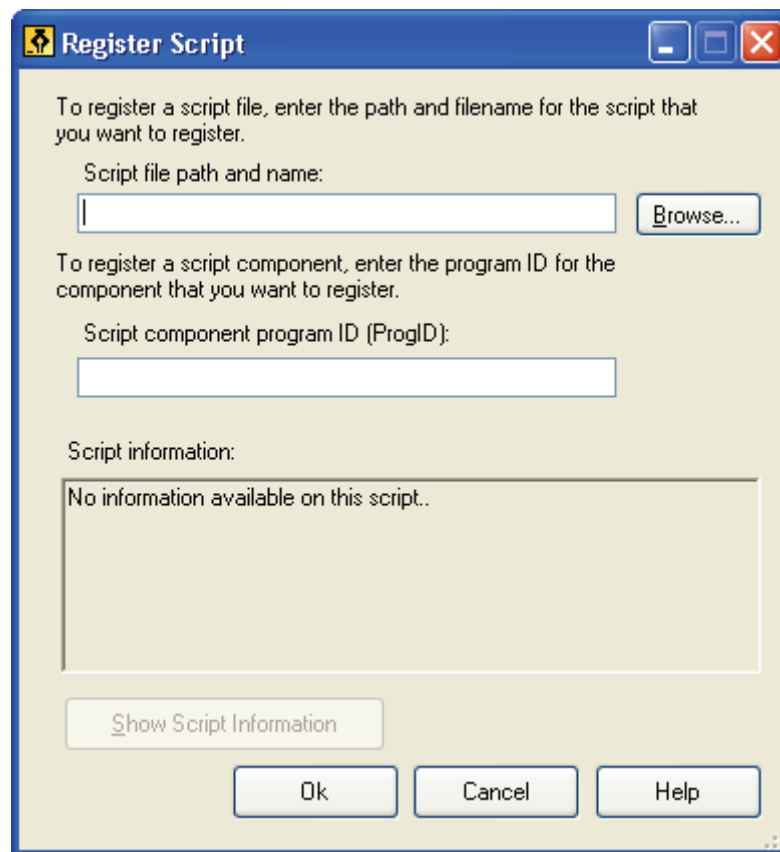 Register Script
To register a script file, enter the path and filename for the script that
you want to register.
Script file path and name:
Browse...
To register a script component, enter the program ID for the
component that you want to register.
Script component program ID (ProgID):
Script information:
No information available on this script..
Show Script Information
Ok Cancel Help